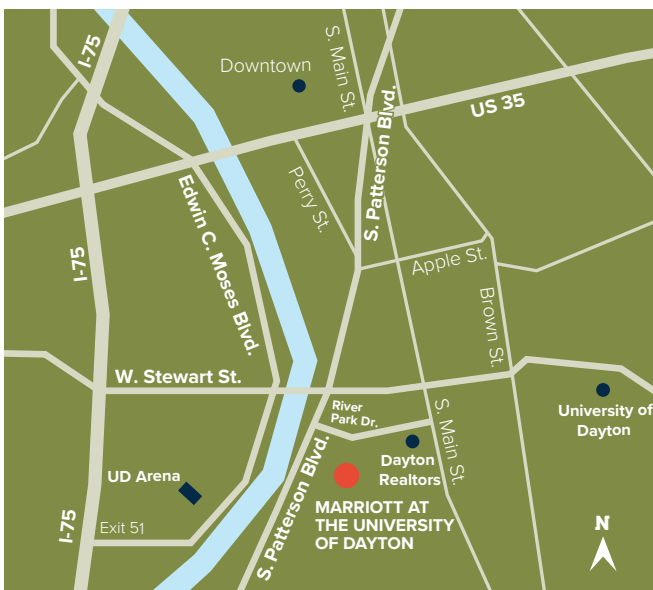 I-75
Downtown
S. Main St.
US 35
S. Patterson Blvd.
Perry St.
Edwin C. Moses Blvd.
I-75
Apple St.
Brown St.
W. Stewart St.
River
Park Dr.
S. Main St.
University of
Dayton
Dayton
Realtors
UD Arena
S. Patterson Blvd.
MARRIOTT AT
THE UNIVERSITY
OF DAYTON
I-75
Exit 51
N